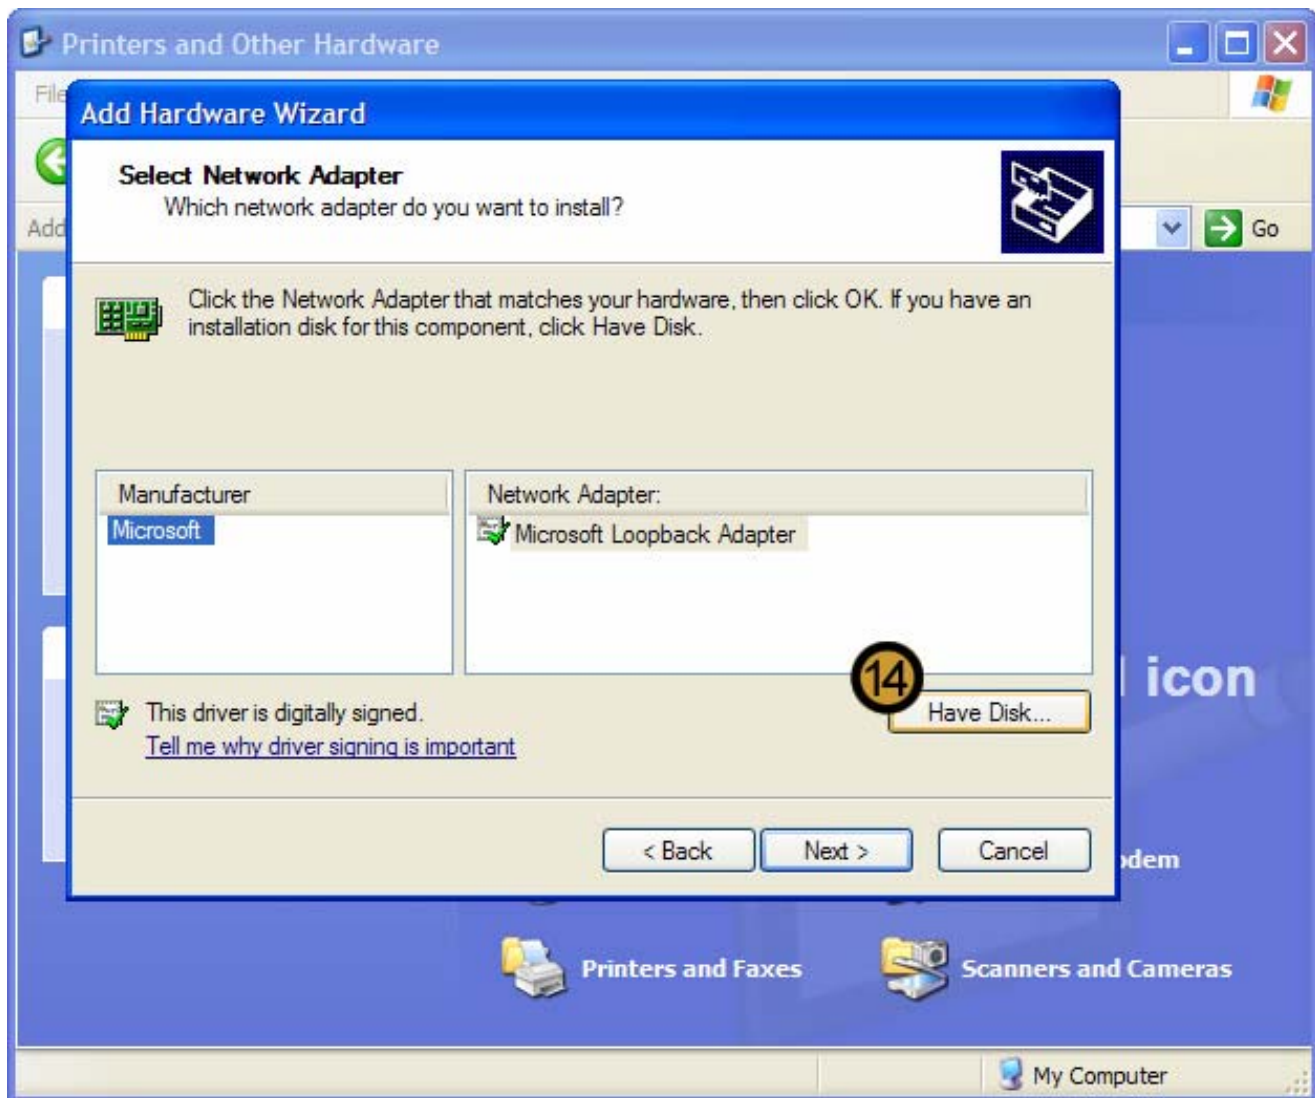 Printers and Other Hardware
File
Add Hardware Wizard
Select Network Adapter
Which network adapter do you want to install?
Add
Go
Click the Network Adapter that matches your hardware, then click OK. If you have an
installation disk for this component, click Have Disk.
Manufacturer
Microsoft
Network Adapter:
Microsoft Loopback Adapter
14
Have Disk...
icon
This driver is digitally signed.
Tell me why driver signing is important
< Back
Next >
Cancel
odem
Printers and Faxes
Scanners and Cameras
My Computer